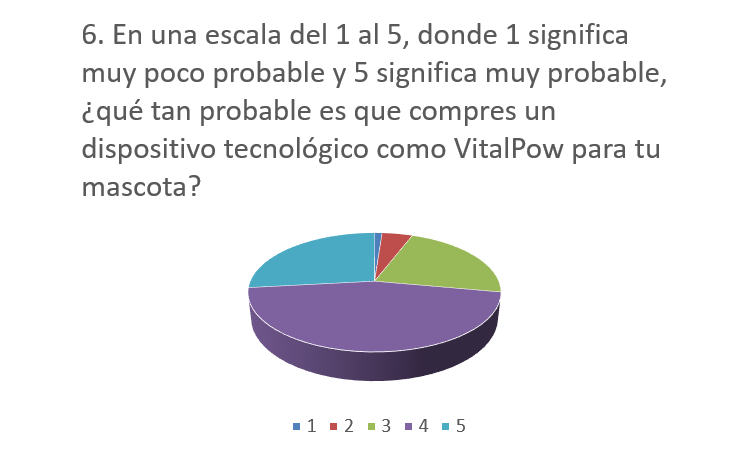 6. En una escala del 1 al 5, donde 1 significa
muy poco probable y 5 significa muy probable,
¿qué tan probable es que compres un
dispositivo tecnológico como VitalPow para tu
mascota?
1 2 3 4 5